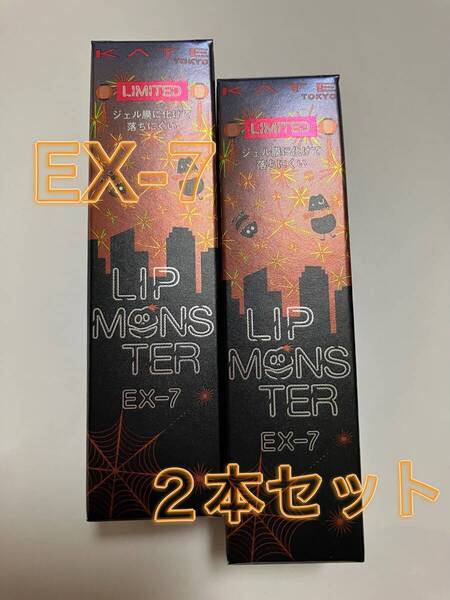 KATE
TOKYO
LIMITED
ジェル膜に化けて
落ちにくい
LIP
MONS
TER
EX-7
KATE
TOKYO
LIMITED
ジェル膜に化けて
落ちにくい
LIP
MONS
TER
EX-7
EX-7
2本セット